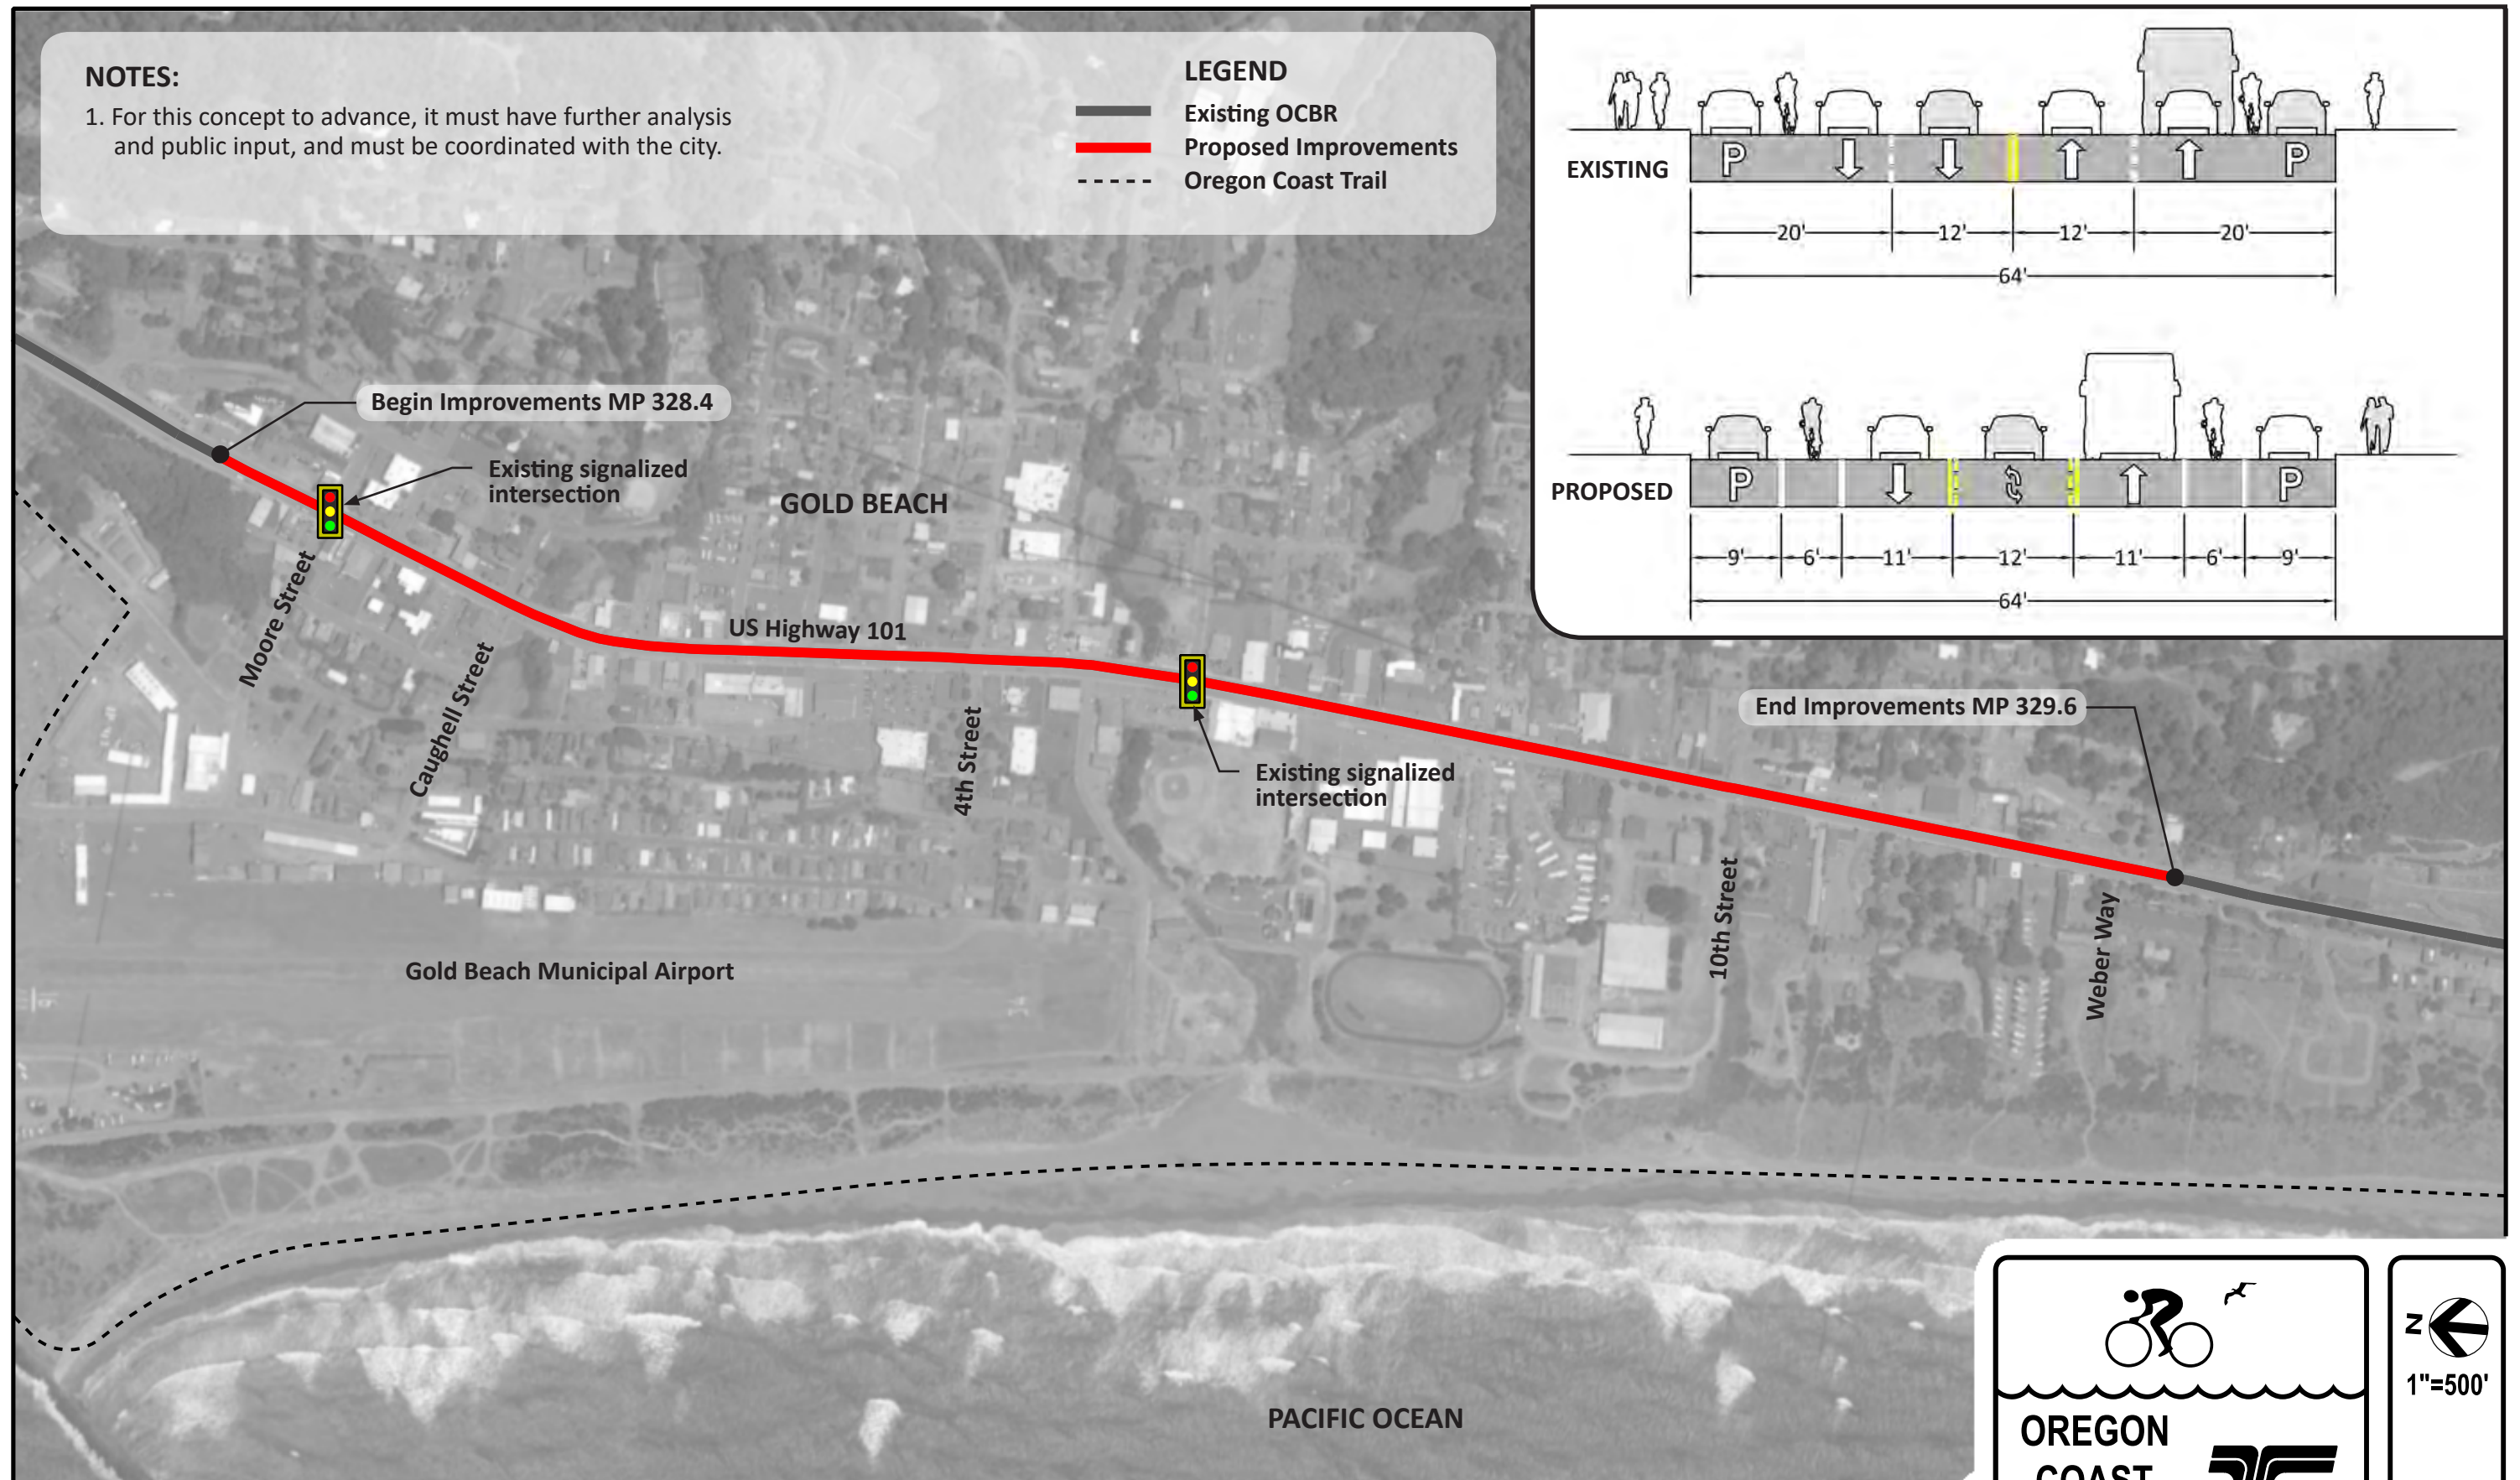 NOTES:
1. For this concept to advance, it must have further analysis
and public input, and must be coordinated with the city.
LEGEND
Existing OCBR
Proposed Improvements
Oregon Coast Trail
EXISTING
P
P
20'
12'
12'
20'
64'
PROPOSED
P
P
9'
6'
11'
12'
11'
6'
9'
64'
Begin Improvements MP 328.4
Existing signalized
intersection
GOLD BEACH
Moore Street
Caughell Street
US Highway 101
4th Street
Existing signalized
intersection
End Improvements MP 329.6
10th Street
Weber Way
Gold Beach Municipal Airport
PACIFIC OCEAN
N
1"=500'
OREGON
COAST